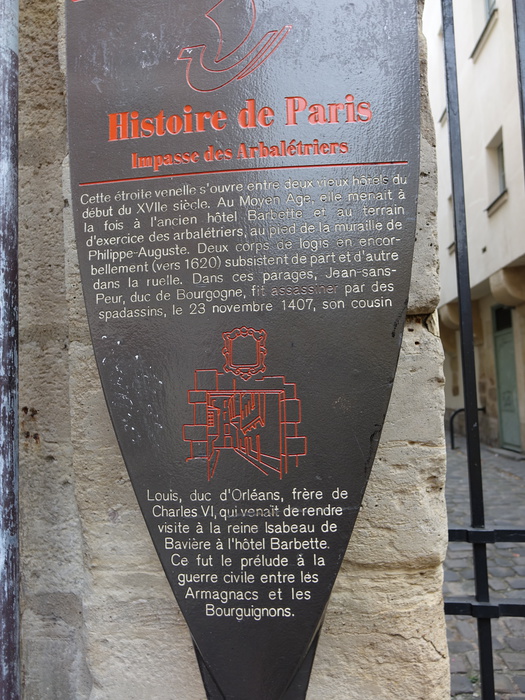 Histoire de Paris
Impasse des Arbalétriers
Cette étroite venelle s'ouvre entre deux vieux hôtels du
début du XVIIe siècle. Au Moyen Age, elle menait à
la fois à l'ancien hôtel Barbette et au terrain
d'exercice des arbalétriers, au pied de la muraille de
Philippe-Auguste. Deux corps de logis en encor-
bellement (vers 1620) subsistent de part et d'autre
dans la ruelle. Dans ces parages, Jean-sans-
Peur, duc de Bourgogne, fit assassiner par des
spadassins, le 23 novembre 1407, son cousin
Louis, duc d'Orléans, frère de
Charles VI, qui venait de rendre
visite à la reine Isabeau de
Bavière à l'hôtel Barbette.
Ce fut le prélude à la
guerre civile entre les
Armagnacs et les
Bourguignons.